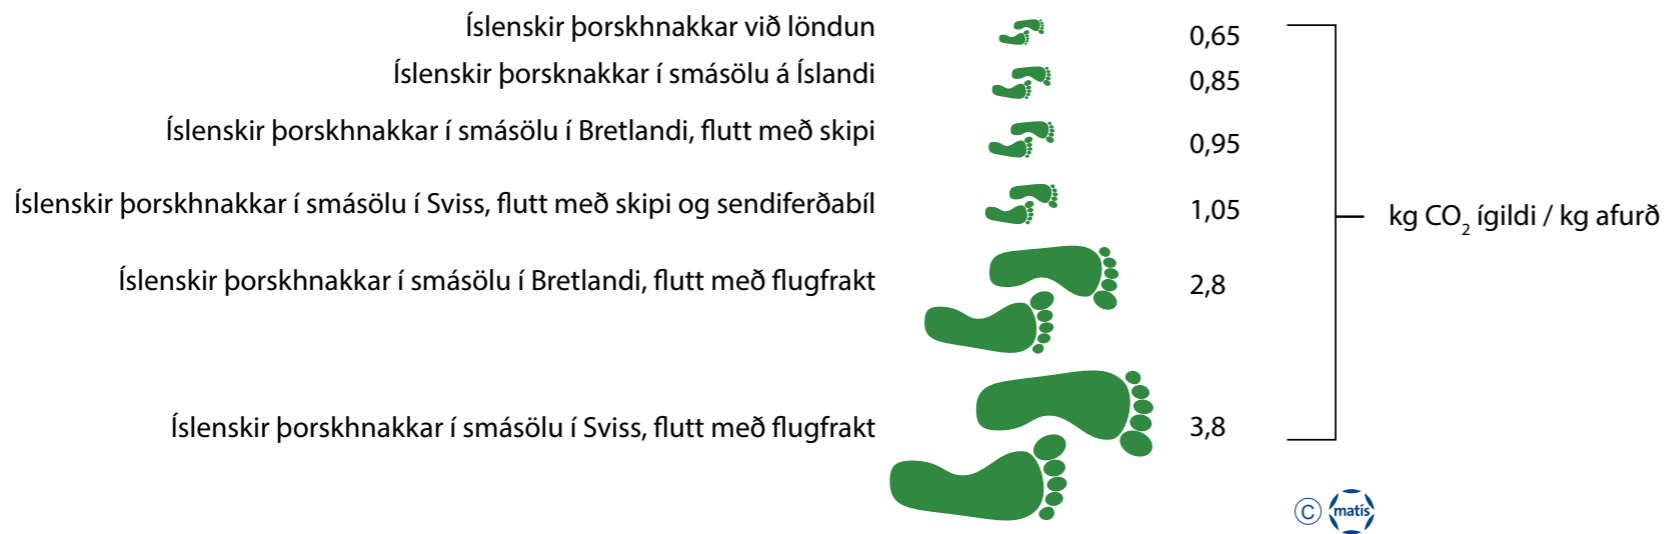 Íslenskir þorskhnakkar við löndun 0,65
Íslenskir þorsknakkar í smásölu á Íslandi 0,85
Íslenskir þorskhnakkar í smásölu í Bretlandi, flutt með skipi 0,95
Íslenskir þorskhnakkar í smásölu í Sviss, flutt með skipi og sendiferðabíl 1,05
kg CO₂ ígildi / kg afurð
Íslenskir þorskhnakkar í smásölu í Bretlandi, flutt með flugfrakt 2,8
Íslenskir þorskhnakkar í smásölu í Sviss, flutt með flugfrakt 3,8
© matís